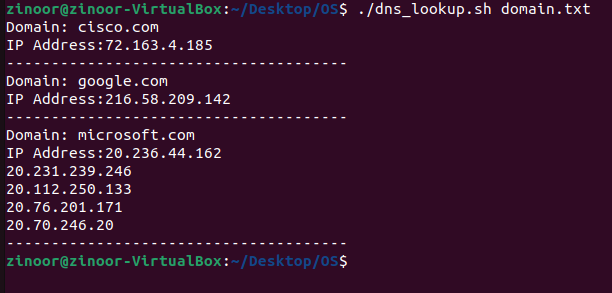 zinoor@zinoor-VirtualBox:~/Desktop/OS$ ./dns_lookup.sh domain.txt
Domain: cisco.com
IP Address:72.163.4.185
--------------------------------------
Domain: google.com
IP Address:216.58.209.142
--------------------------------------
Domain: microsoft.com
IP Address:20.236.44.162
20.231.239.246
20.112.250.133
20.76.201.171
20.70.246.20
--------------------------------------
zinoor@zinoor-VirtualBox:~/Desktop/OS$